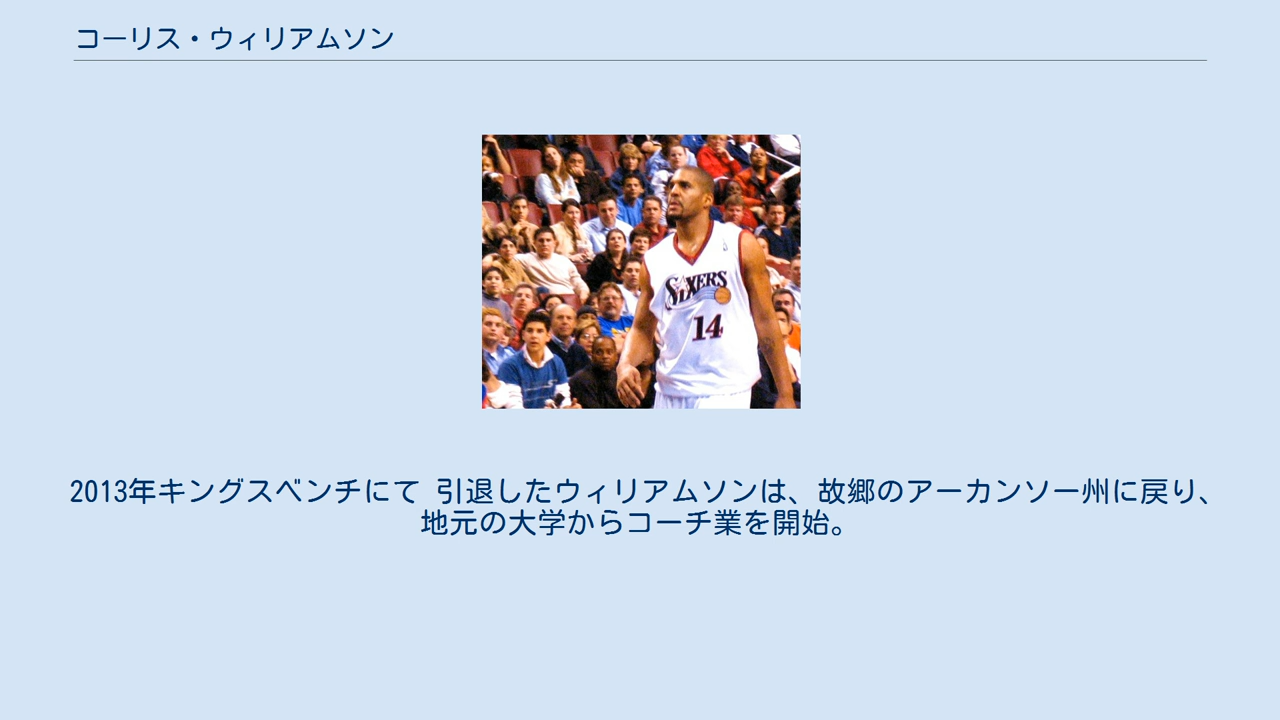 コーリス・ウィリアムソン
SIXERS
14
2013年キングスベンチにて 引退したウィリアムソンは、故郷のアーカンソー州に戻り、
地元の大学からコーチ業を開始。